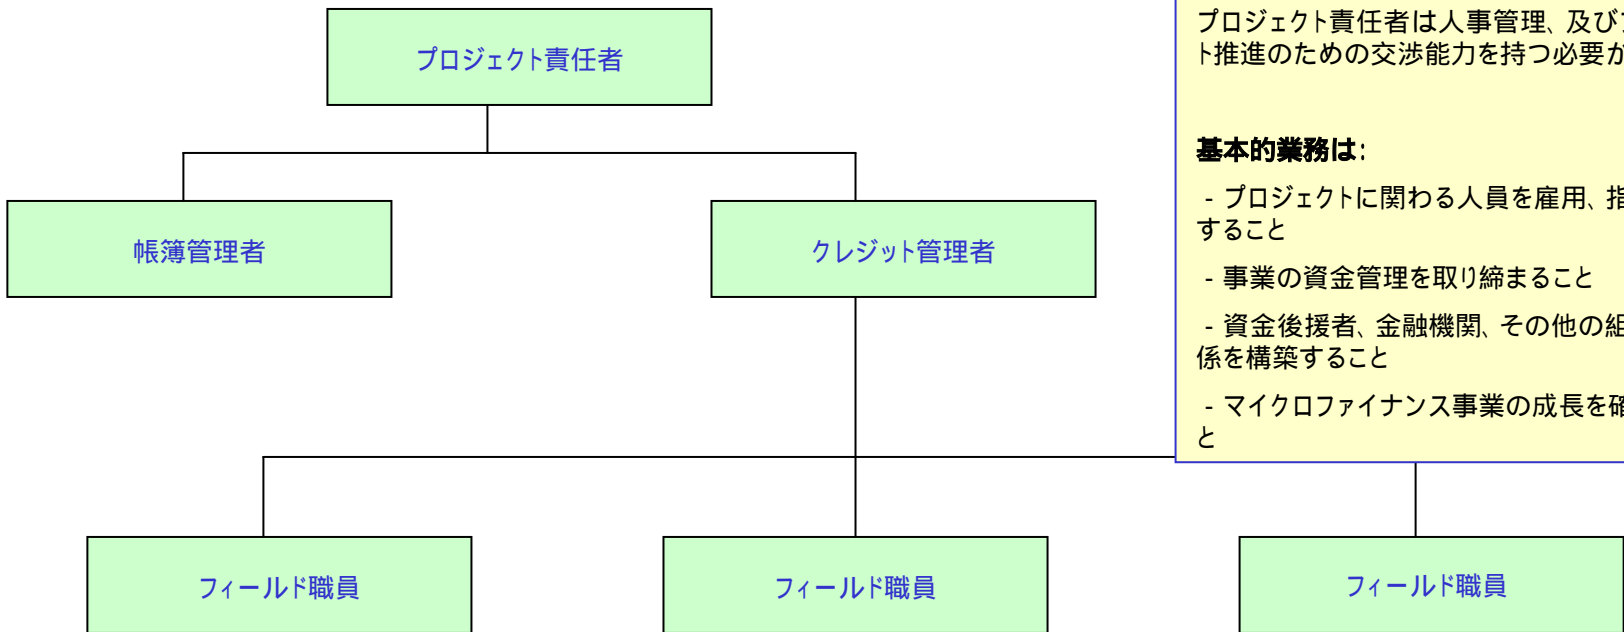 プロジェクト責任者
帳簿管理者
クレジット管理者
フィールド職員
フィールド職員
フィールド職員
プロジェクト責任者は人事管理、及び
ト推進のための交渉能力を持つ必要が
基本的業務は:
- プロジェクトに関わる人員を雇用、指
すること
- 事業の資金管理を取り締まること
- 資金後援者、金融機関、その他の組
係を構築すること
- マイクロファイナンス事業の成長を確
と